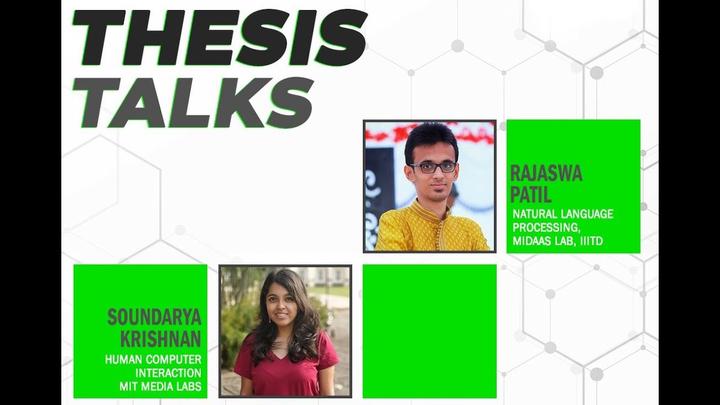 THESIS
TALKS
RAJASWA
PATIL
NATURAL LANGUAGE
PROCESSING,
MIDAAS LAB, IIITD
SOUNDARYA
KRISHNAN
HUMAN COMPUTER
INTERACTION
MIT MEDIA LABS